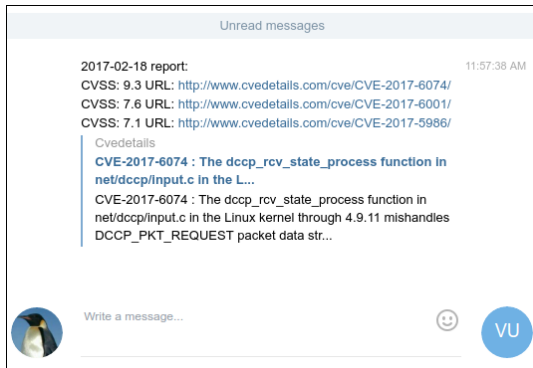 Unread messages
2017-02-18 report:
11:57:38 AM
CVSS: 9.3 URL: http://www.cvedetails.com/cve/CVE-2017-6074/
CVSS: 7.6 URL: http://www.cvedetails.com/cve/CVE-2017-6001/
CVSS: 7.1 URL: http://www.cvedetails.com/cve/CVE-2017-5986/
Cvedetails
CVE-2017-6074 : The dccp_rcv_state_process function in
net/dccp/input.c in the L...
CVE-2017-6074 : The dccp_rcv_state_process function in
net/dccp/input.c in the Linux kernel through 4.9.11 mishandles
DCCP_PKT_REQUEST packet data str...
Write a message...
VU